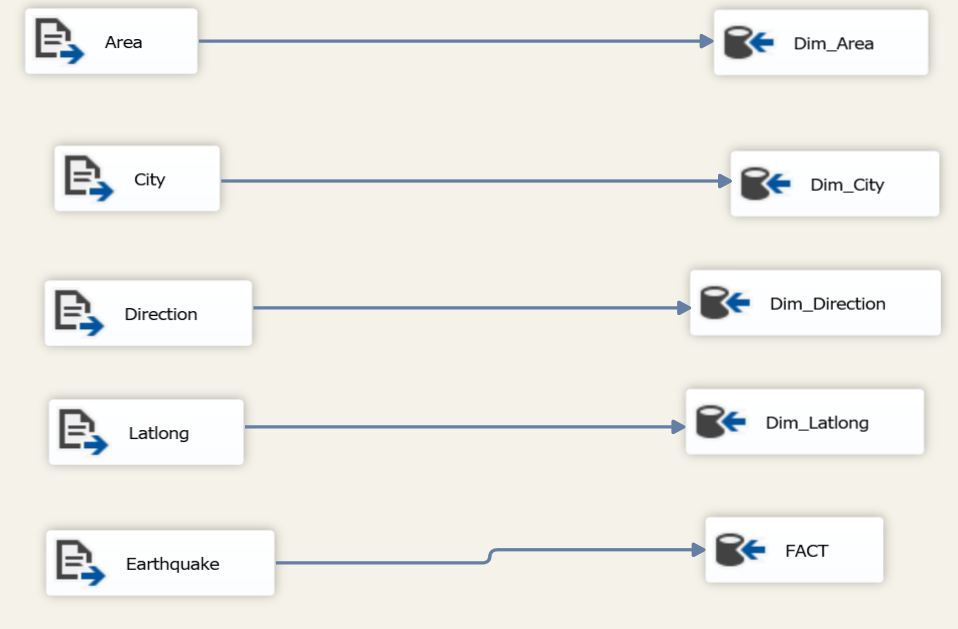 Area
Dim_Area
City
Dim_City
Direction
Dim_Direction
Latlong
Dim_Latlong
Earthquake
FACT